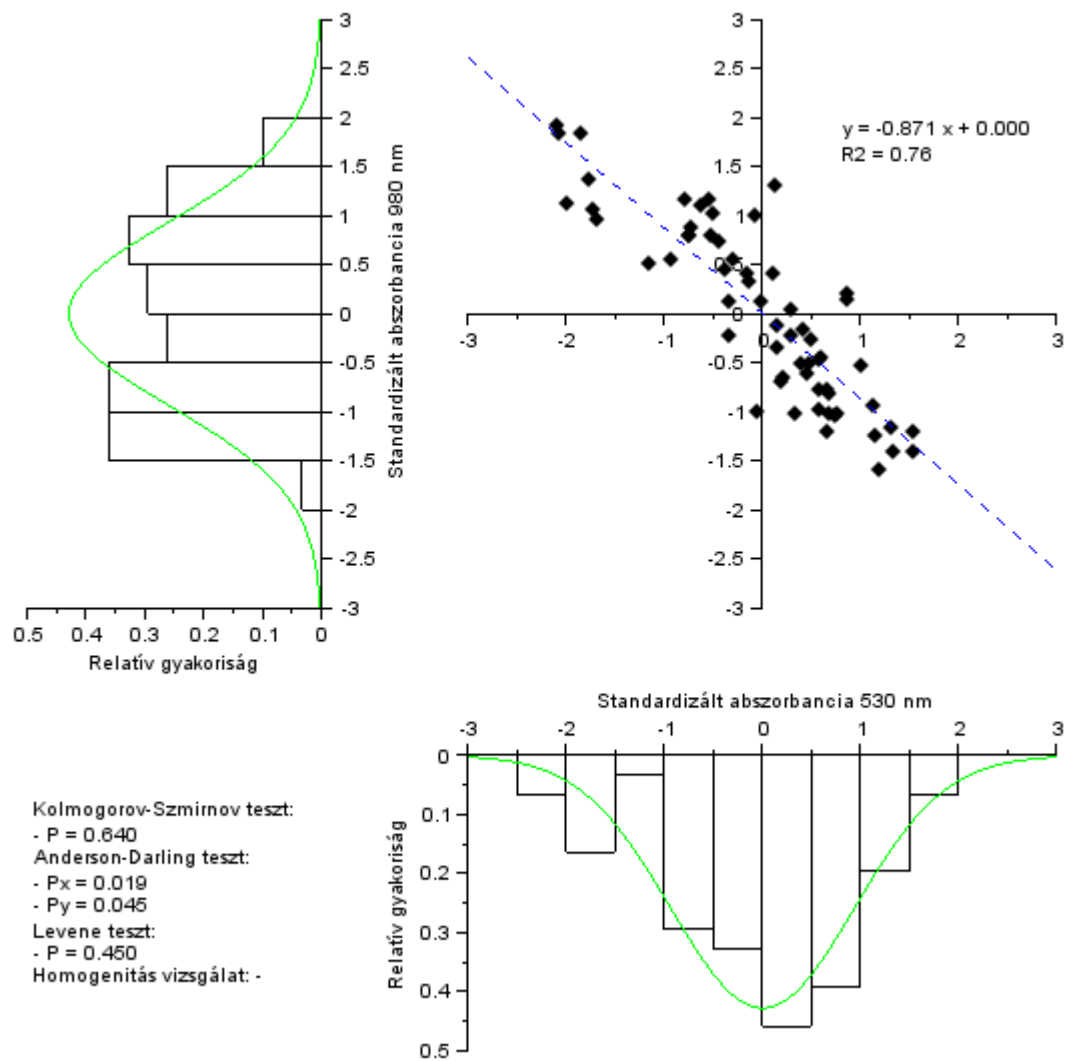 3
2.5
2
1.5
1
0.5
0
-0.5
-1
-1.5
-2
-2.5
-3
Standardizált abszorbancia 980 nm
0.5 0.4 0.3 0.2 0.1 0
Relatív gyakoriság
3
2.5
2
1.5
1
0.5
0
-0.5
-1
-1.5
-2
-2.5
-3
-3 -2 -1 0 1 2 3
y = -0.871 x + 0.000
R2 = 0.76
Standardizált abszorbancia 530 nm
-3 -2 -1 0 1 2 3
0
0.1
0.2
0.3
0.4
0.5
Relatív gyakoriság
Kolmogorov-Szmirnov teszt:
- P = 0.640
Anderson-Darling teszt:
- Px = 0.019
- Py = 0.045
Levene teszt:
- P = 0.450
Homogenitás vizsgálat: -